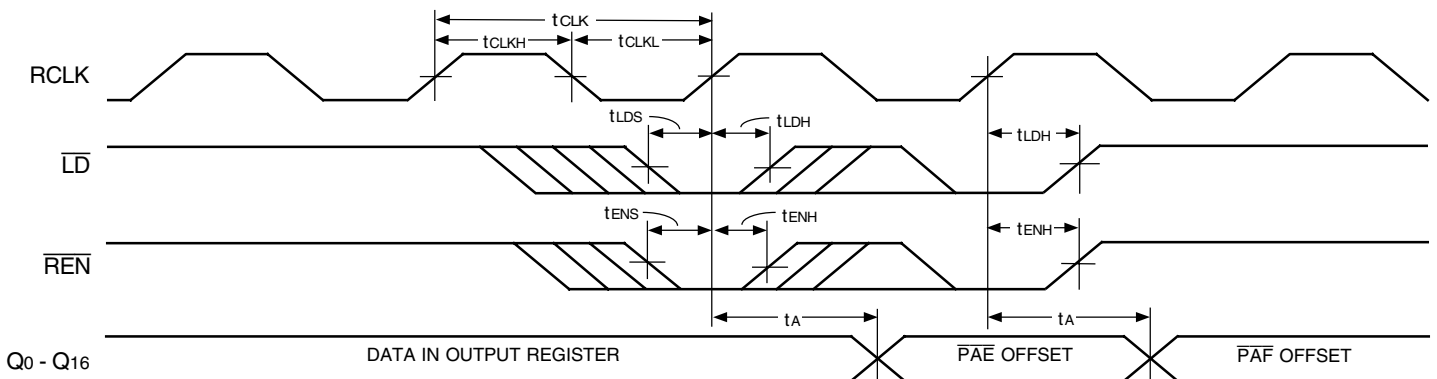 tCLK
tCLKH
tCLKL
RCLK
tLDS
tLDH
tLDH
LD
tENS
tENH
tENH
REN
tA
tA
Q0 - Q16
DATA IN OUTPUT REGISTER
PAE OFFSET
PAF OFFSET